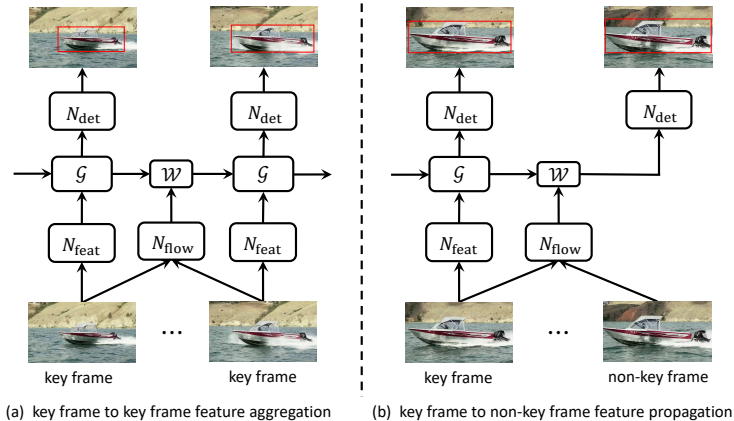 N_det N_det N_det N_det
𝒢 𝒲 𝒢 𝒢 𝒲
N_feat N_flow N_feat N_feat N_flow
... ...
key frame key frame key frame non-key frame
(a) key frame to key frame feature aggregation
(b) key frame to non-key frame feature propagation